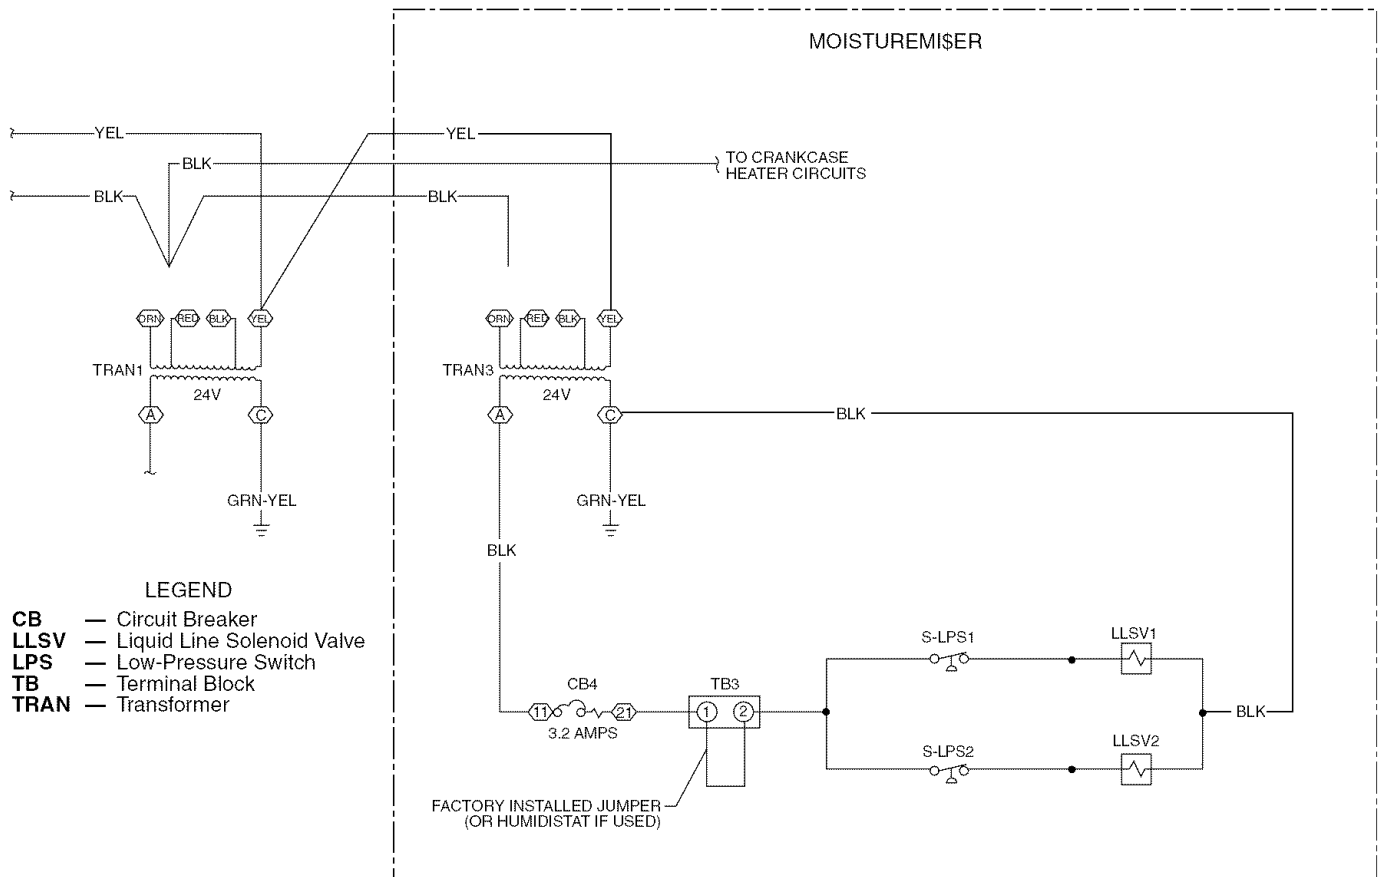 MOISTUREMI$ER
YEL
YEL
BLK
TO CRANKCASE
HEATER CIRCUITS
BLK
BLK
ORN
RED
BLK
YEL
ORN
RED
BLK
YEL
TRAN1
TRAN3
24V
24V
A
C
A
C
BLK
GRN-YEL
GRN-YEL
BLK
LEGEND
CB — Circuit Breaker
LLSV — Liquid Line Solenoid Valve
LPS — Low-Pressure Switch
TB — Terminal Block
TRAN — Transformer
S-LPS1
LLSV1
CB4
TB3
11
21
1
2
BLK
3.2 AMPS
S-LPS2
LLSV2
FACTORY INSTALLED JUMPER
(OR HUMIDISTAT IF USED)